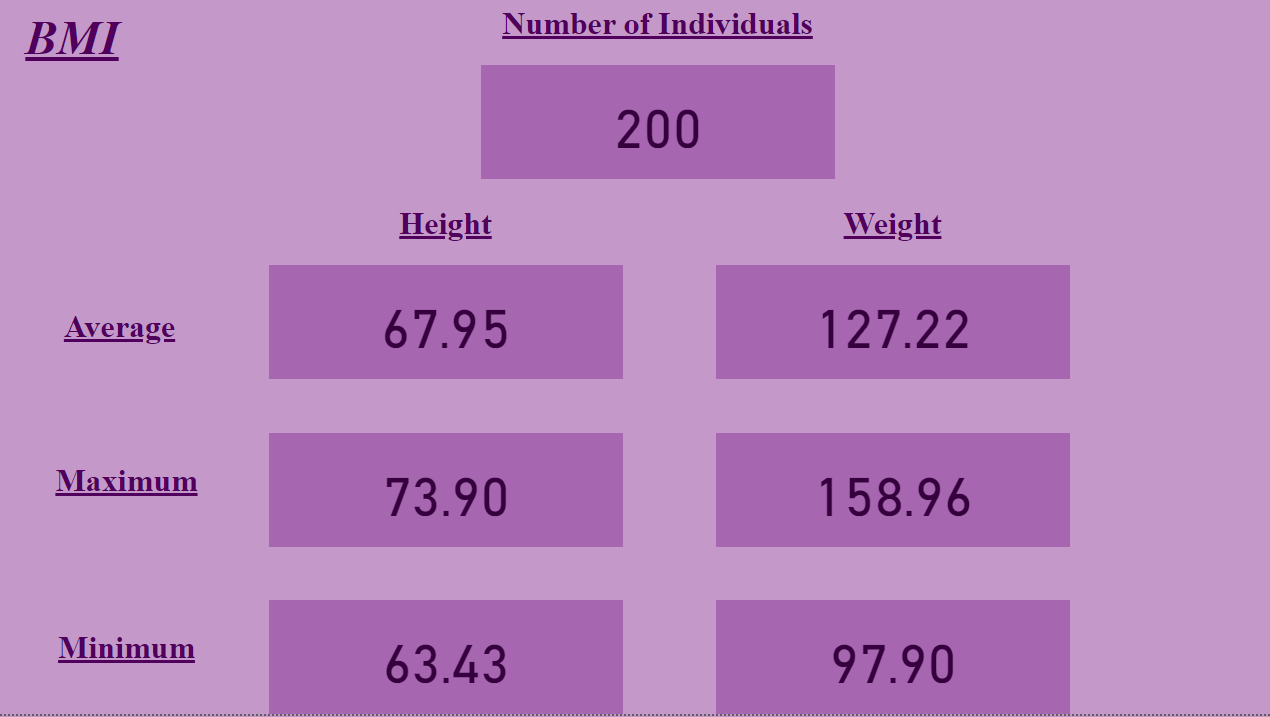 BMI
Number of Individuals
200
Height
Weight
Average
67.95
127.22
Maximum
73.90
158.96
Minimum
63.43
97.90